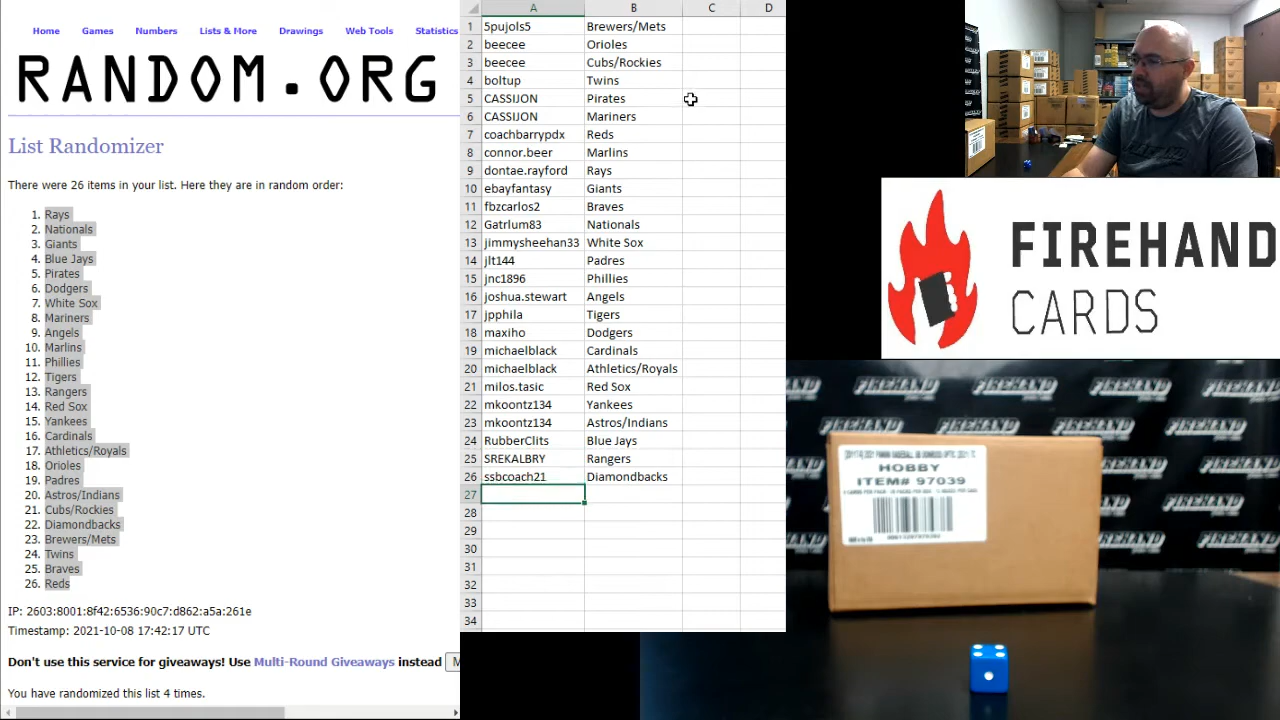 Home Games Numbers Lists & More Drawings Web Tools Statistics
RANDOM.ORG
List Randomizer
There were 26 items in your list. Here they are in random order:
1. Rays
2. Nationals
3. Giants
4. Blue Jays
5. Pirates
6. Dodgers
7. White Sox
8. Mariners
9. Angels
10. Marlins
11. Phillies
12. Tigers
13. Rangers
14. Red Sox
15. Yankees
16. Cardinals
17. Athletics/Royals
18. Orioles
19. Padres
20. Astros/Indians
21. Cubs/Rockies
22. Diamondbacks
23. Brewers/Mets
24. Twins
25. Braves
26. Reds
IP: 2603:8001:8f42:6536:90c7:d862:a5a:261e
Timestamp: 2021-10-08 17:42:17 UTC
Don't use this service for giveaways! Use Multi-Round Giveaways instead
You have randomized this list 4 times.
A B C D
1 5pujols5 Brewers/Mets
2 beecee Orioles
3 beecee Cubs/Rockies
4 boltup Twins
5 CASSIJON Pirates
6 CASSIJON Mariners
7 coachbarrypdx Reds
8 connor.beer Marlins
9 dontae.rayford Rays
10 ebayfantasy Giants
11 fbzcarlos2 Braves
12 Gatrlum83 Nationals
13 jimmysheehan33 White Sox
14 jlt144 Padres
15 jnc1896 Phillies
16 joshua.stewart Angels
17 jpphila Tigers
18 maxiho Dodgers
19 michaelblack Cardinals
20 michaelblack Athletics/Royals
21 milos.tasic Red Sox
22 mkoontz134 Yankees
23 mkoontz134 Astros/Indians
24 RubberClits Blue Jays
25 SREKALBRY Rangers
26 ssbcoach21 Diamondbacks
27
28
29
30
31
32
33
34
FIREHAND
CARDS
FIREHAND
HOBBY
ITEM# 97039